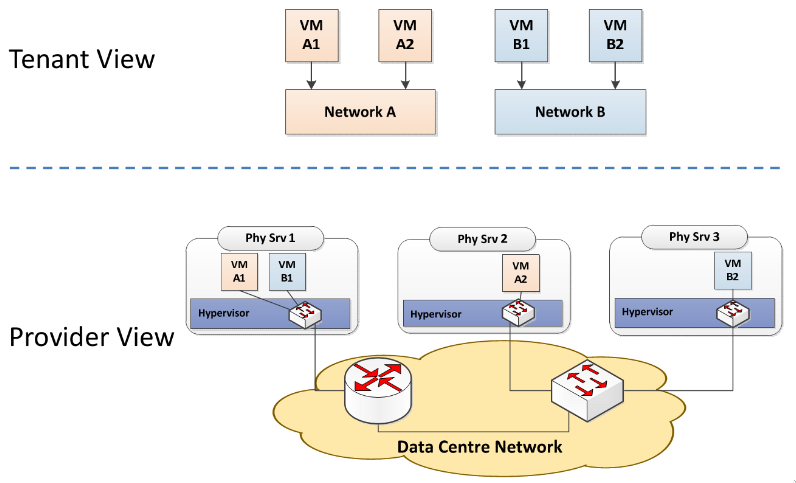 Tenant View
VM
A1
VM
A2
VM
B1
VM
B2
Network A
Network B
Provider View
Phy Srv 1
VM
A1
VM
B1
Hypervisor
Phy Srv 2
VM
A2
Hypervisor
Phy Srv 3
VM
B2
Hypervisor
Data Centre Network